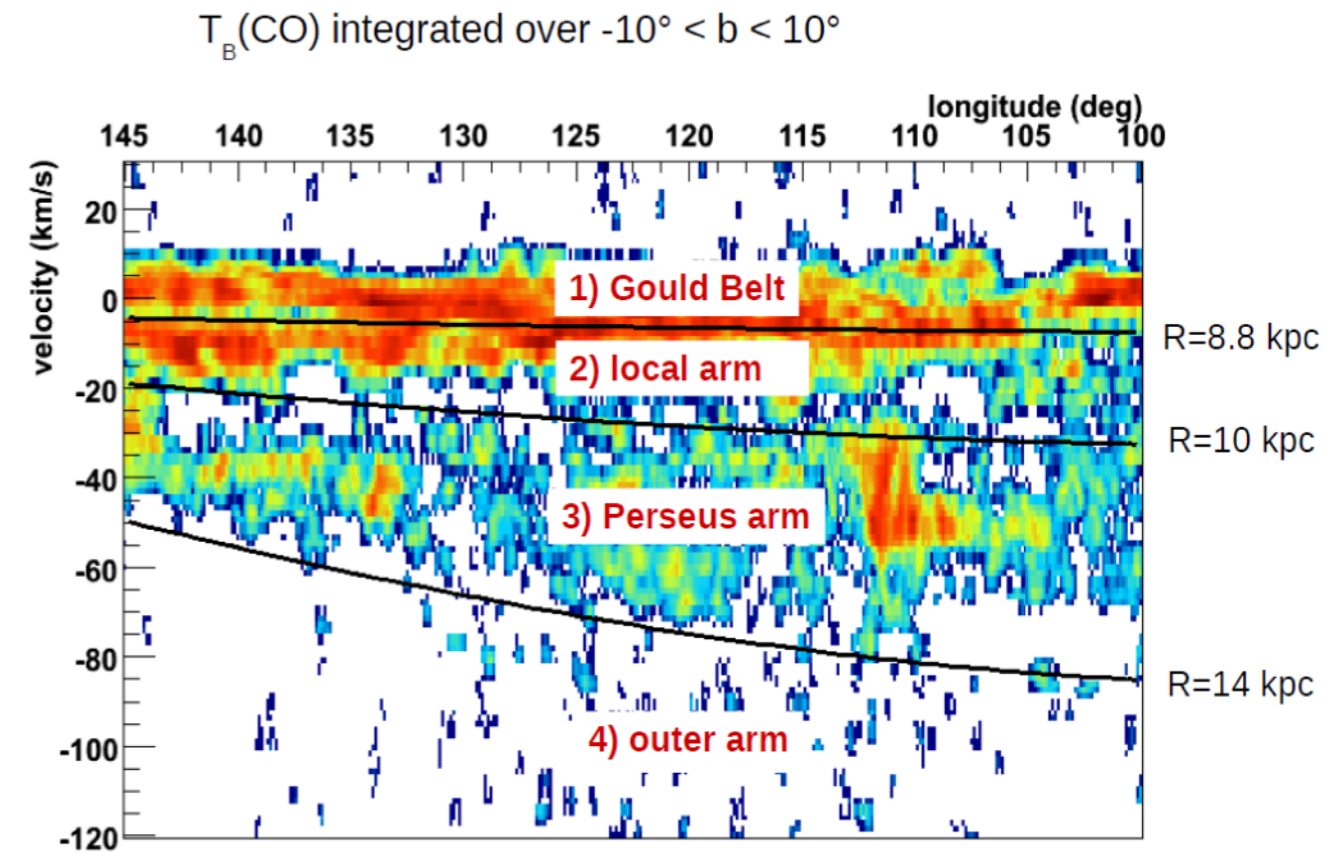 T_B(CO) integrated over -10° < b < 10°
longitude (deg)
145 140 135 130 125 120 115 110 105 100
velocity (km/s)
20
0
-20
-40
-60
-80
-100
-120
1) Gould Belt
R=8.8 kpc
2) local arm
R=10 kpc
3) Perseus arm
R=14 kpc
4) outer arm